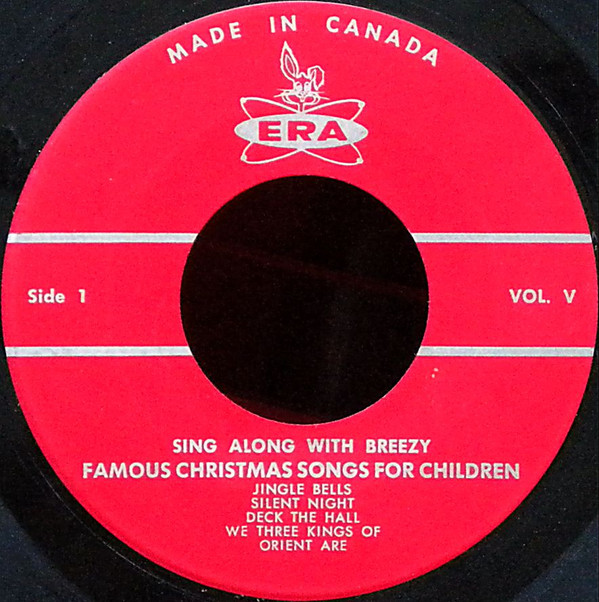 MADE IN CANADA
ERA
Side 1
VOL. V
SING ALONG WITH BREEZY
FAMOUS CHRISTMAS SONGS FOR CHILDREN
JINGLE BELLS
SILENT NIGHT
DECK THE HALL
WE THREE KINGS OF
ORIENT ARE